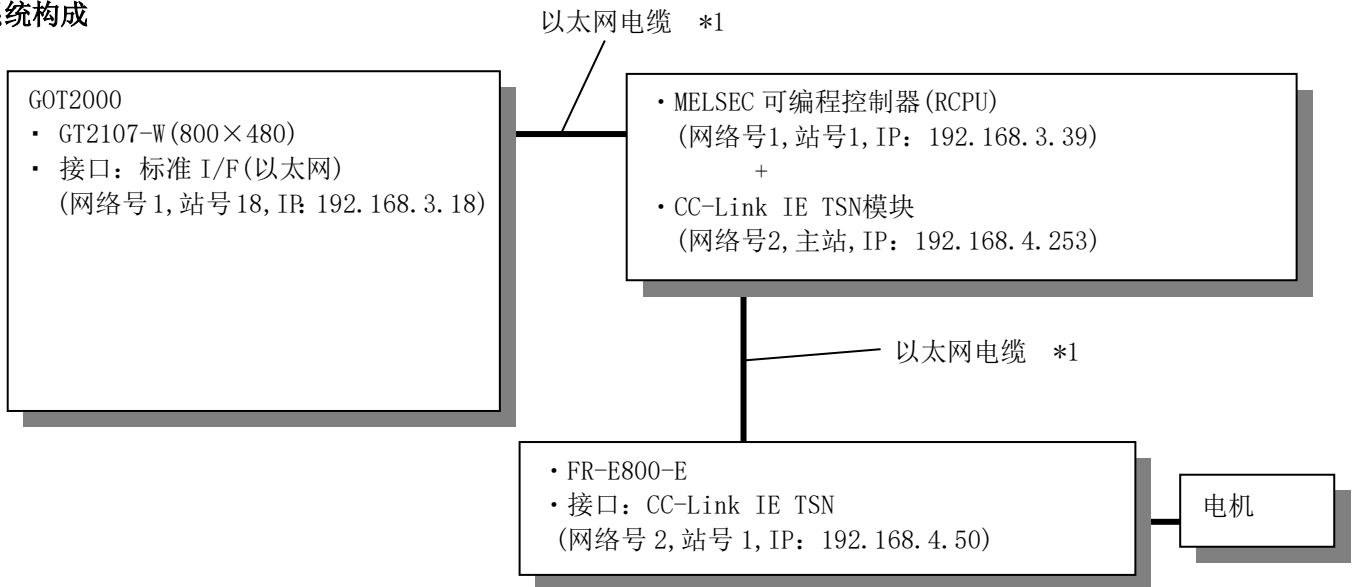 统构成
以太网电缆 *1
GOT2000
· GT2107-W(800×480)
· 接口：标准 I/F(以太网)
(网络号1,站号18,IP：192.168.3.18)
·MELSEC 可编程控制器(RCPU)
(网络号1,站号1,IP：192.168.3.39)
+
·CC-Link IE TSN模块
(网络号2,主站,IP：192.168.4.253)
以太网电缆 *1
·FR-E800-E
·接口：CC-Link IE TSN
(网络号 2,站号 1,IP：192.168.4.50)
电机